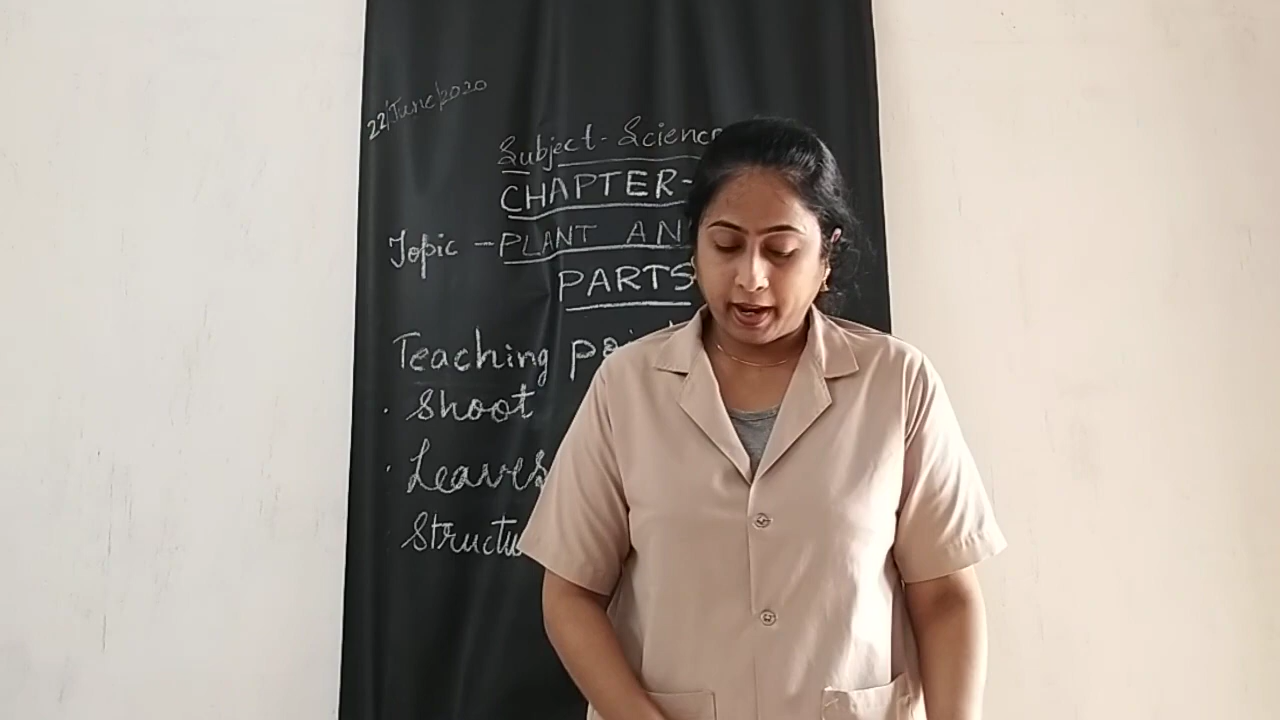 22/June/2020
Subject - Science
CHAPTER-
Topic - PLANT AN
PARTS
Teaching
· Shoot
· Leaves
Structu